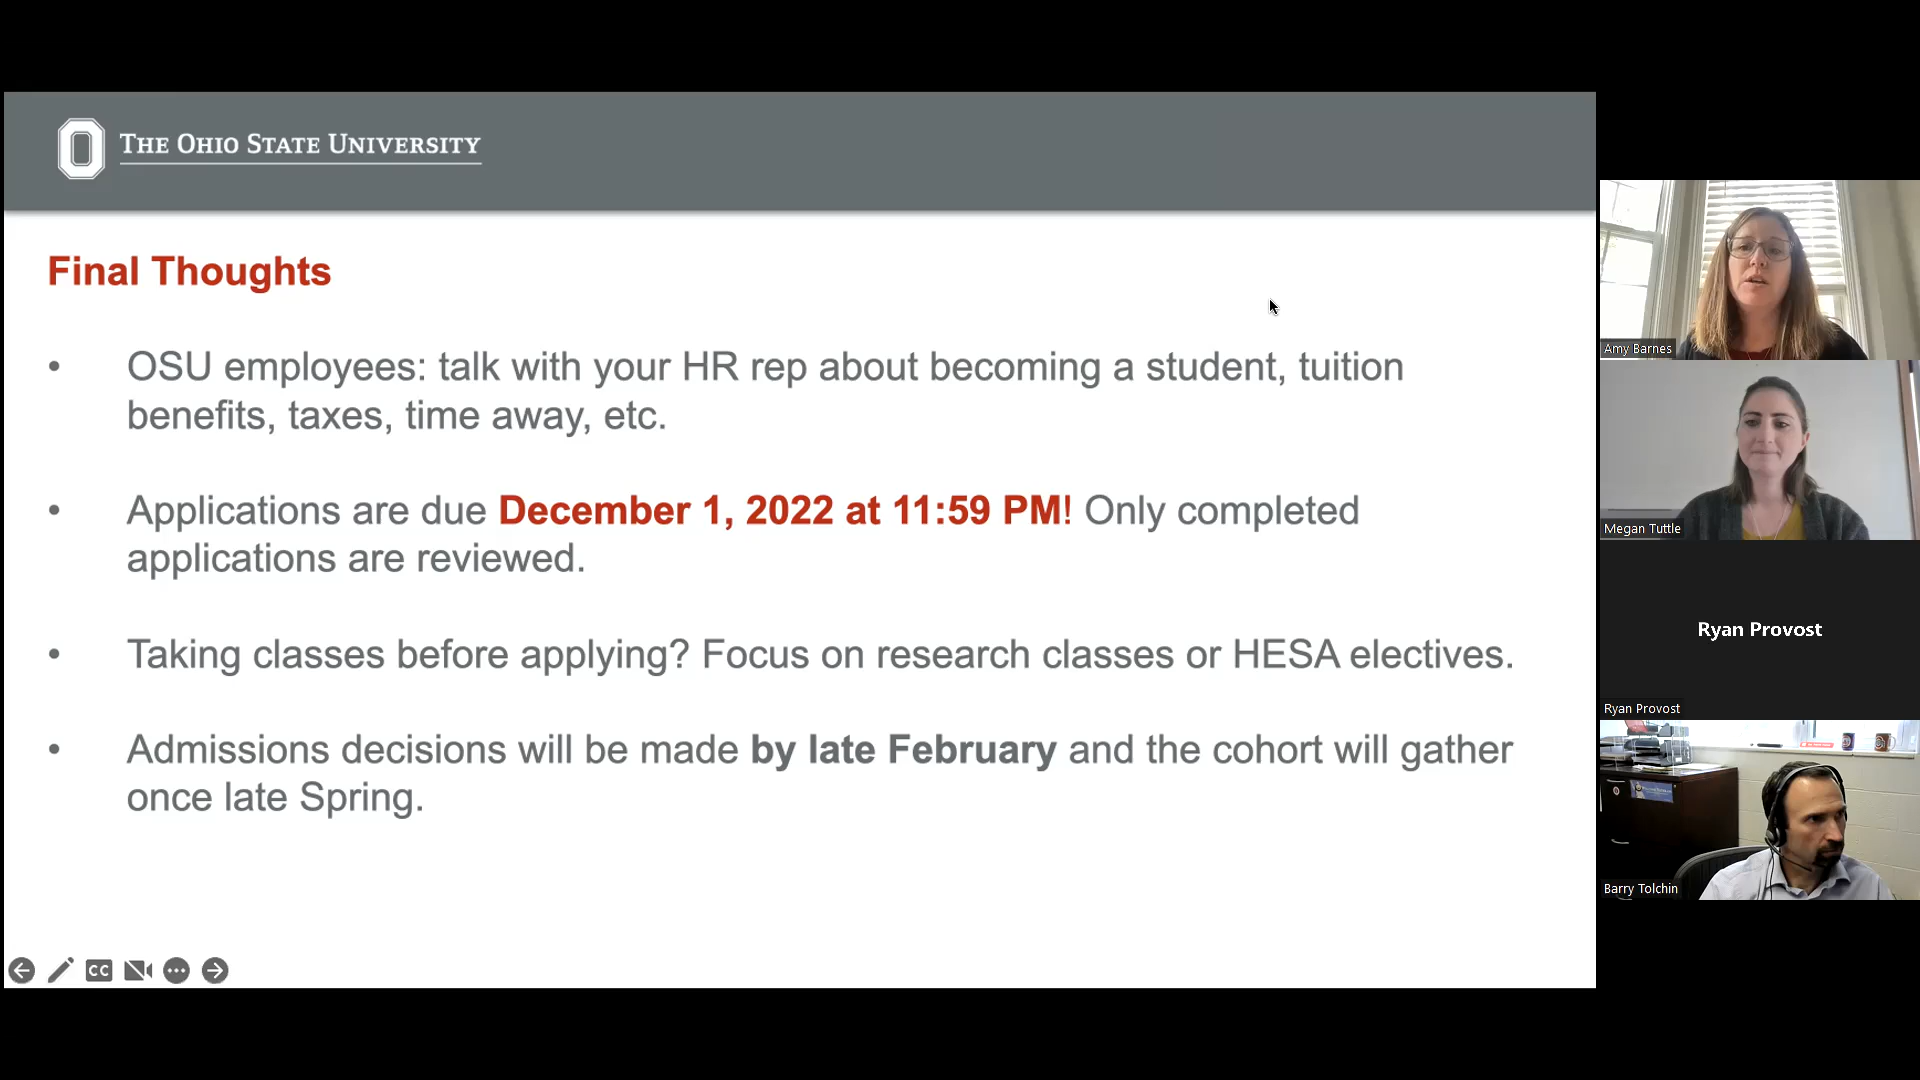 THE OHIO STATE UNIVERSITY
Final Thoughts
• OSU employees: talk with your HR rep about becoming a student, tuition
benefits, taxes, time away, etc.
• Applications are due December 1, 2022 at 11:59 PM! Only completed
applications are reviewed.
• Taking classes before applying? Focus on research classes or HESA electives.
• Admissions decisions will be made by late February and the cohort will gather
once late Spring.
CC
Amy Barnes
Megan Tuttle
Ryan Provost
Ryan Provost
Barry Tolchin